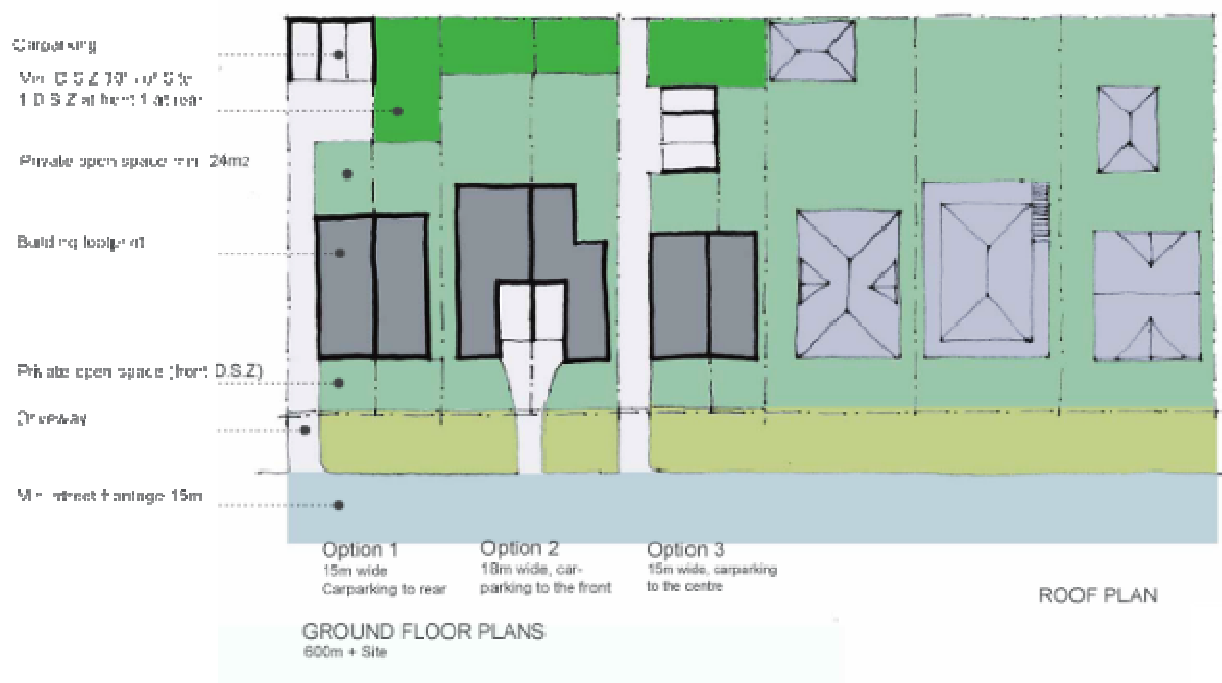 Carparking
Min D.S.Z 10% of Site
1 D.S.Z at front 1 at rear
Private open space min 24m2
Building footprint
Private open space (front D.S.Z)
Driveway
Min street frontage 15m
Option 1
15m wide
Carparking to rear
Option 2
18m wide, car-
parking to the front
Option 3
15m wide, carparking
to the centre
ROOF PLAN
GROUND FLOOR PLANS
600m + Site